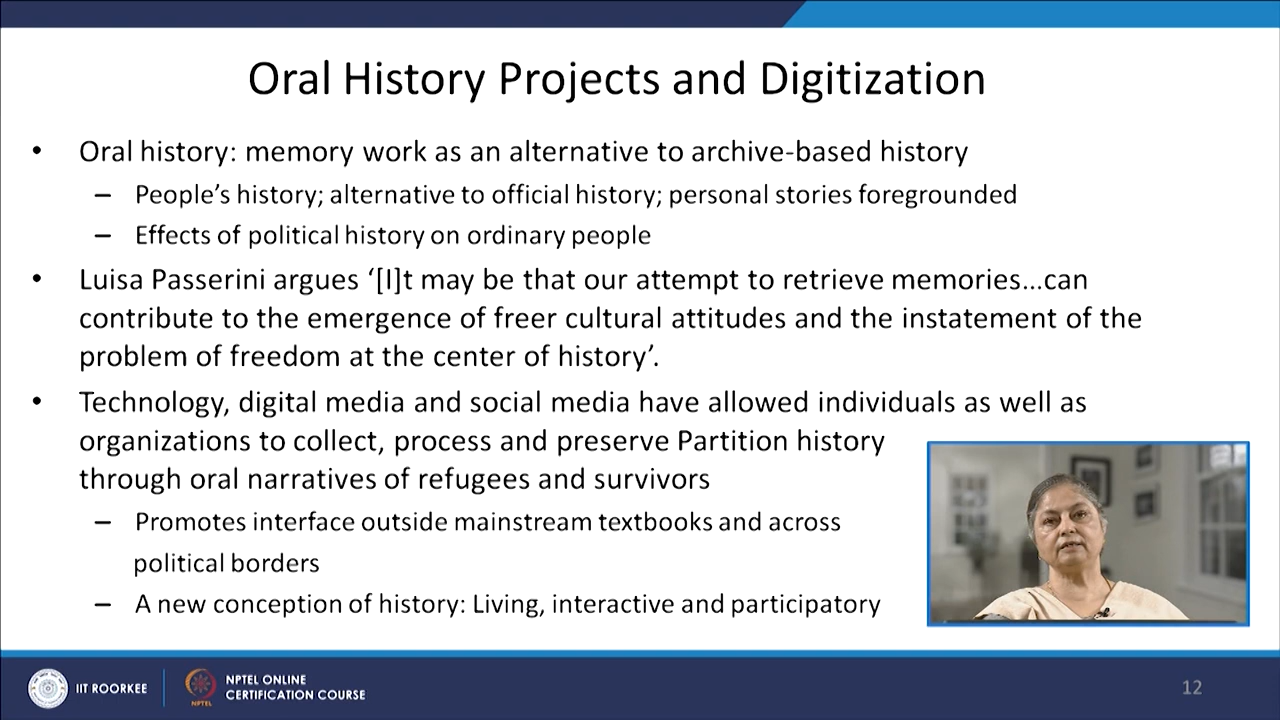 Oral History Projects and Digitization
• Oral history: memory work as an alternative to archive-based history
– People's history; alternative to official history; personal stories foregrounded
– Effects of political history on ordinary people
• Luisa Passerini argues ‘[I]t may be that our attempt to retrieve memories...can
contribute to the emergence of freer cultural attitudes and the instatement of the
problem of freedom at the center of history’.
• Technology, digital media and social media have allowed individuals as well as
organizations to collect, process and preserve Partition history
through oral narratives of refugees and survivors
– Promotes interface outside mainstream textbooks and across
political borders
– A new conception of history: Living, interactive and participatory
IIT ROORKEE
NPTEL
NPTEL ONLINE
CERTIFICATION COURSE
12